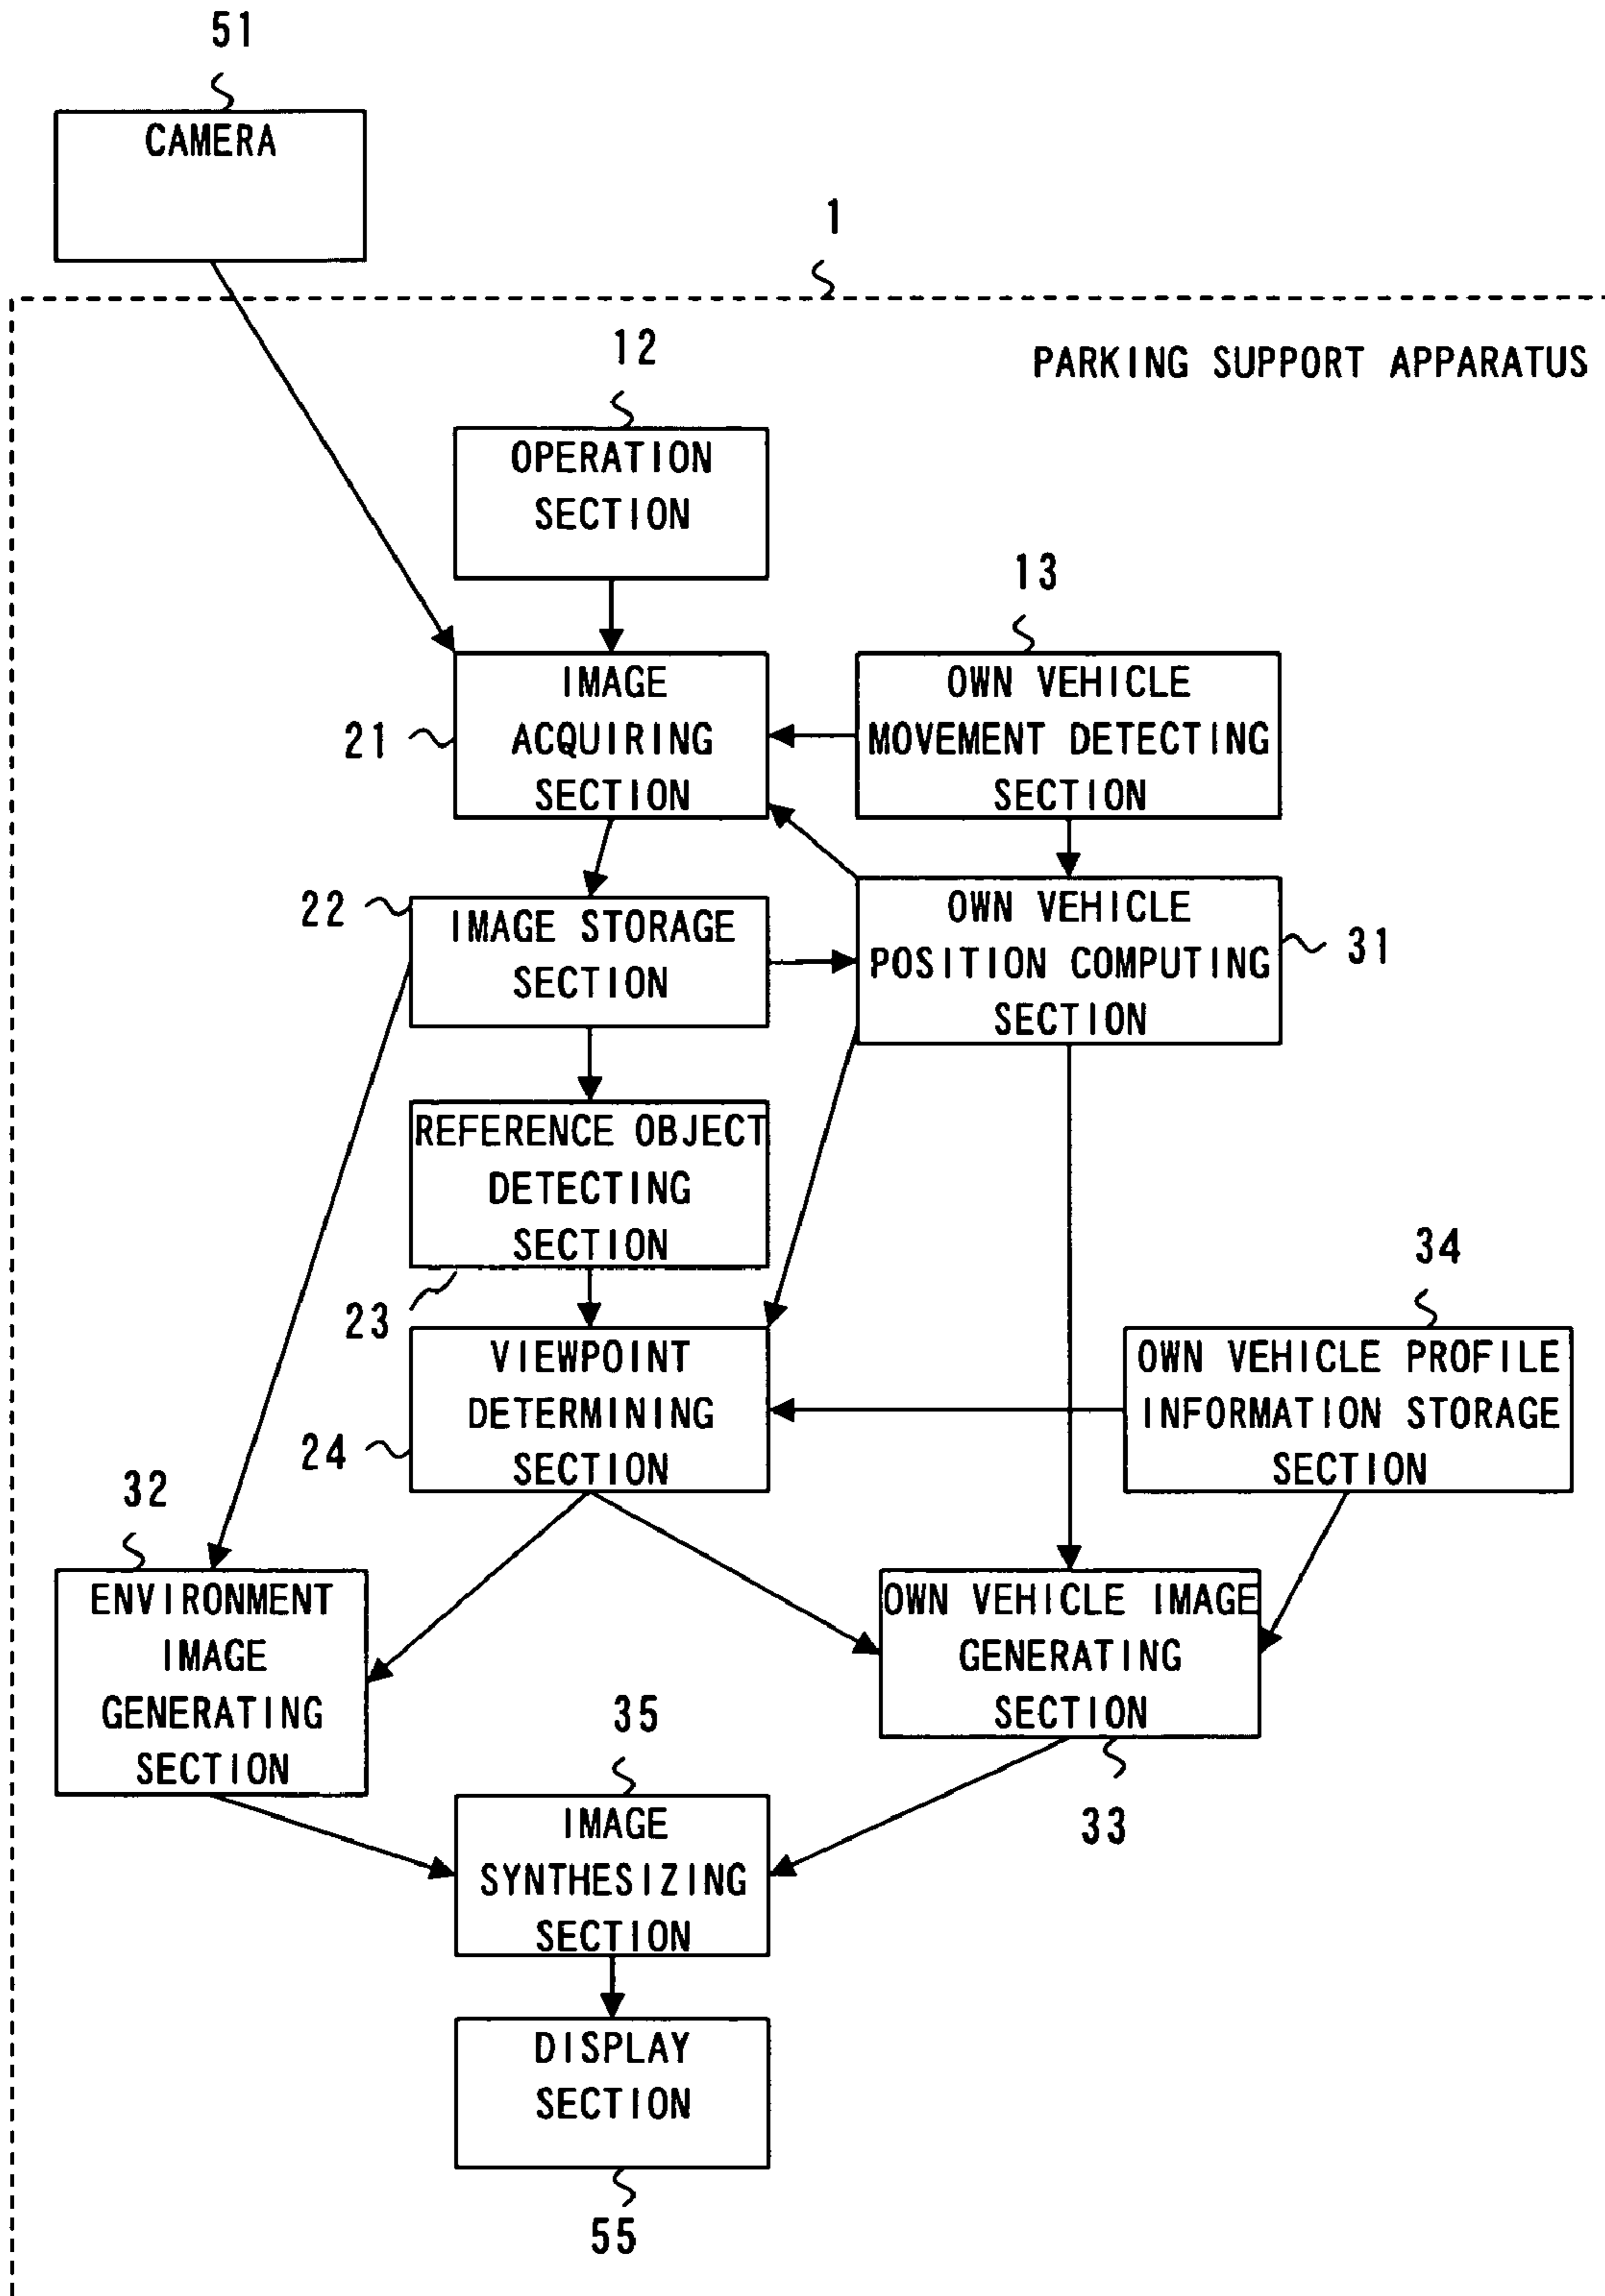 51
CAMERA
1
PARKING SUPPORT APPARATUS
12
OPERATION
SECTION
13
IMAGE
ACQUIRING
SECTION
21
OWN VEHICLE
MOVEMENT DETECTING
SECTION
22
IMAGE STORAGE
SECTION
OWN VEHICLE
POSITION COMPUTING
SECTION
31
REFERENCE OBJECT
DETECTING
SECTION
23
34
VIEWPOINT
DETERMINING
SECTION
24
OWN VEHICLE PROFILE
INFORMATION STORAGE
SECTION
32
ENVIRONMENT
IMAGE
GENERATING
SECTION
OWN VEHICLE IMAGE
GENERATING
SECTION
33
35
IMAGE
SYNTHESIZING
SECTION
DISPLAY
SECTION
55